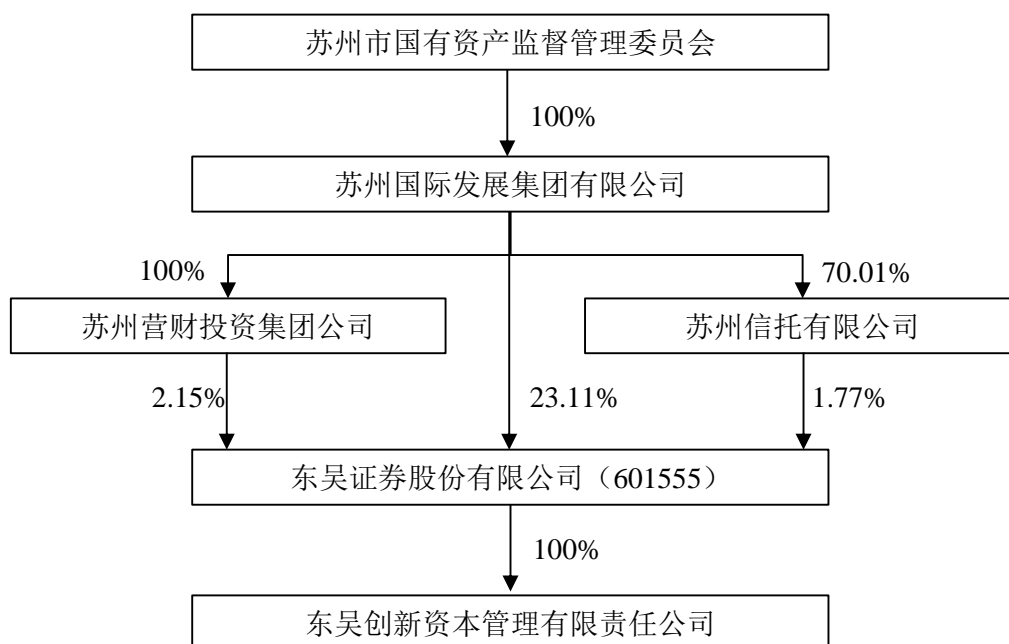 苏州市国有资产监督管理委员会
100%
苏州国际发展集团有限公司
100%
70.01%
苏州营财投资集团公司
苏州信托有限公司
2.15%
23.11%
1.77%
东吴证券股份有限公司（601555）
100%
东吴创新资本管理有限责任公司